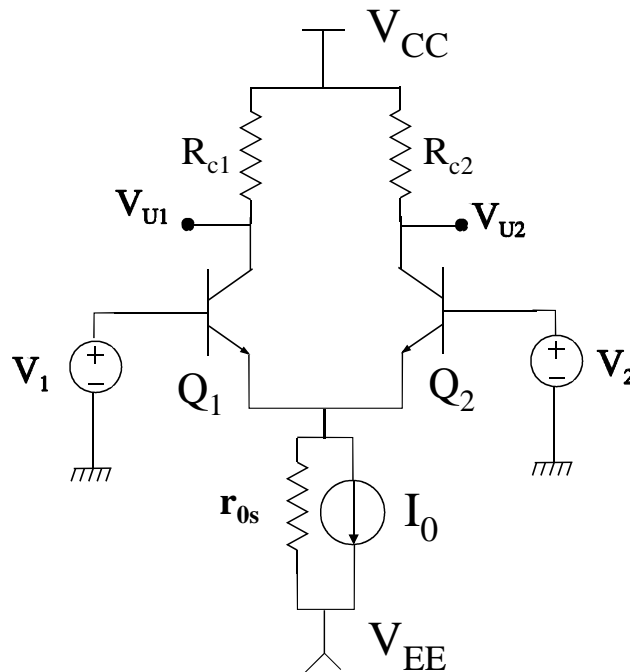 V_CC
R_c1 R_c2
V_U1 V_U2
+ +
V_1 − − V_2
Q_1 Q_2
r_0s I_0
V_EE